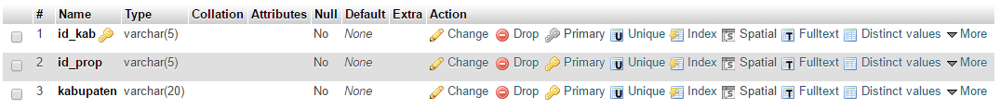 # Name Type Collation Attributes Null Default Extra Action
1 id_kab varchar(5) No None Change Drop Primary Unique Index Spatial Fulltext Distinct values More
2 id_prop varchar(5) No None Change Drop Primary Unique Index Spatial Fulltext Distinct values More
3 kabupaten varchar(20) No None Change Drop Primary Unique Index Spatial Fulltext Distinct values More